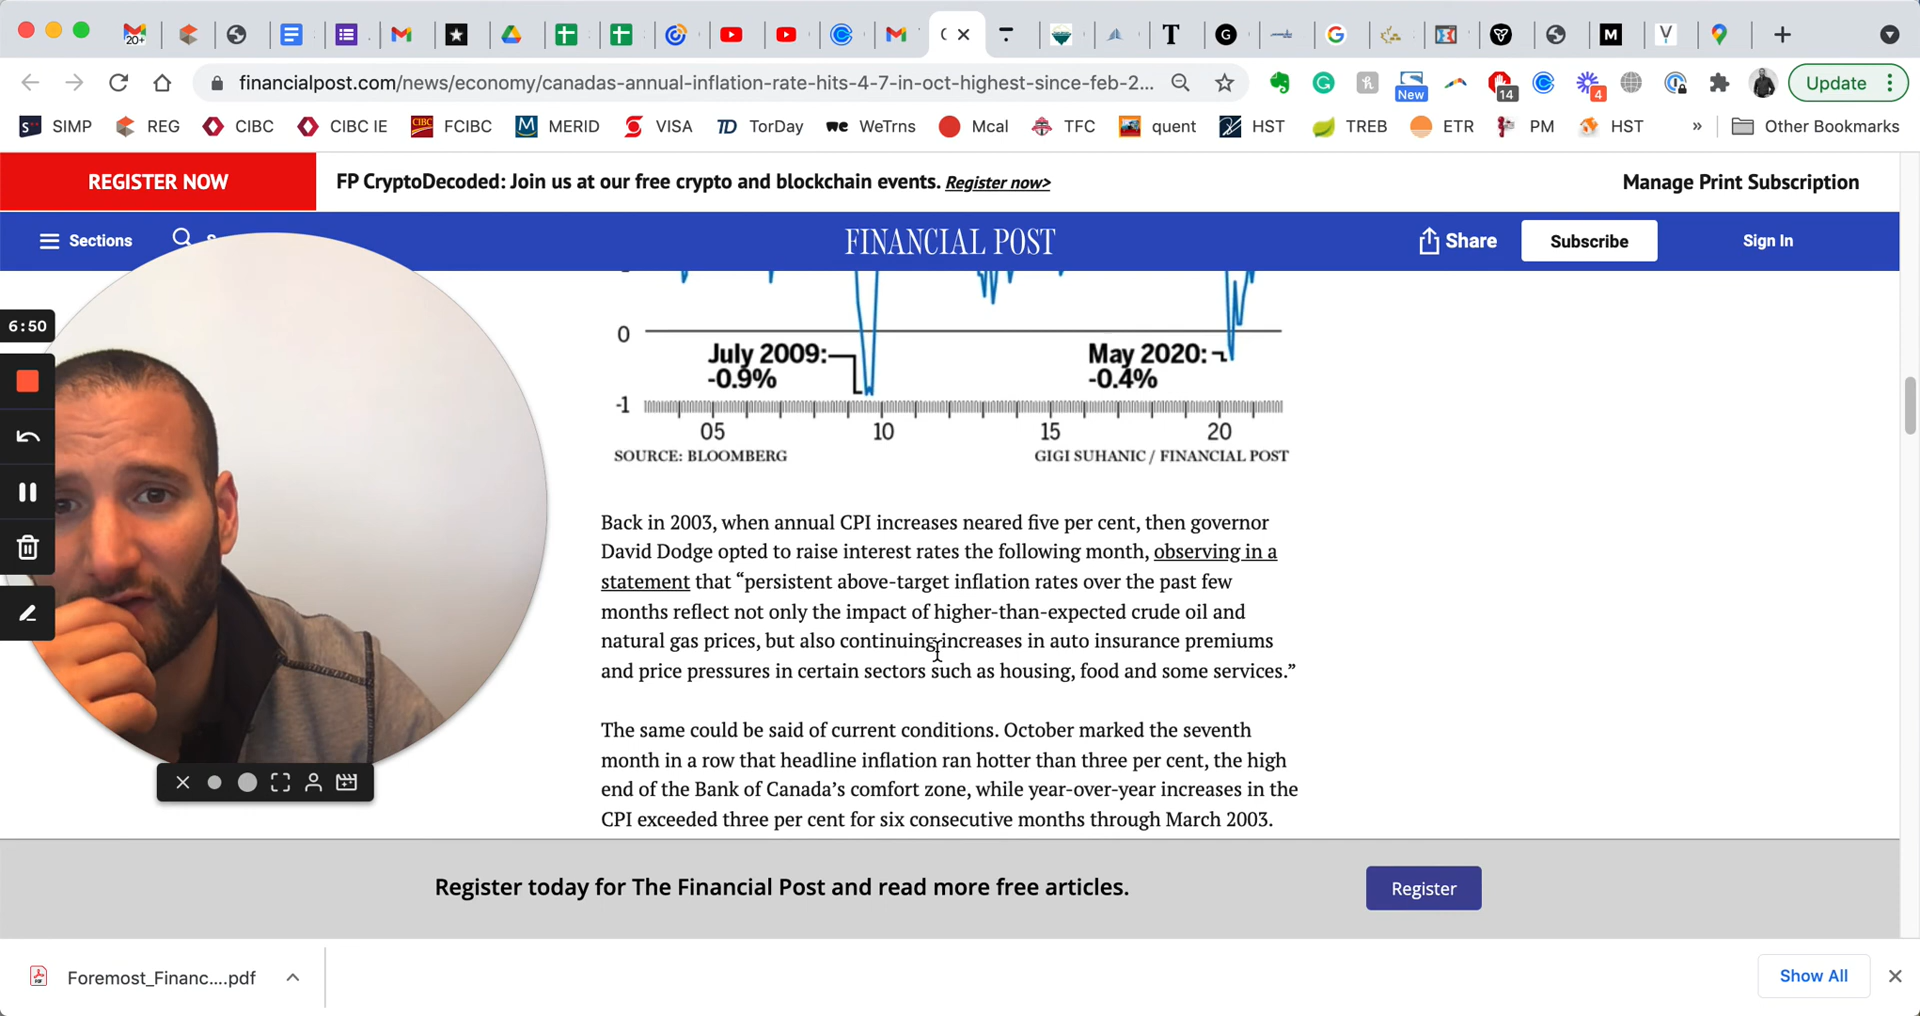 20+
T
G
M
V
financialpost.com/news/economy/canadas-annual-inflation-rate-hits-4-7-in-oct-highest-since-feb-2...
New
14
4
Update
SIMP
REG
CIBC
CIBC IE
FCIBC
MERID
VISA
TorDay
WeTrns
Mcal
TFC
quent
HST
TREB
ETR
PM
HST
»
Other Bookmarks
REGISTER NOW
FP CryptoDecoded: Join us at our free crypto and blockchain events. Register now>
Manage Print Subscription
Sections
FINANCIAL POST
Share
Subscribe
Sign In
6:50
0
July 2009:
-0.9%
May 2020:
-0.4%
-1
05 10 15 20
SOURCE: BLOOMBERG
GIGI SUHANIC / FINANCIAL POST
Back in 2003, when annual CPI increases neared five per cent, then governor
David Dodge opted to raise interest rates the following month, observing in a
statement that “persistent above-target inflation rates over the past few
months reflect not only the impact of higher-than-expected crude oil and
natural gas prices, but also continuing increases in auto insurance premiums
and price pressures in certain sectors such as housing, food and some services.”
The same could be said of current conditions. October marked the seventh
month in a row that headline inflation ran hotter than three per cent, the high
end of the Bank of Canada’s comfort zone, while year-over-year increases in the
CPI exceeded three per cent for six consecutive months through March 2003.
Register today for The Financial Post and read more free articles.
Register
Foremost_Financ....pdf
Show All